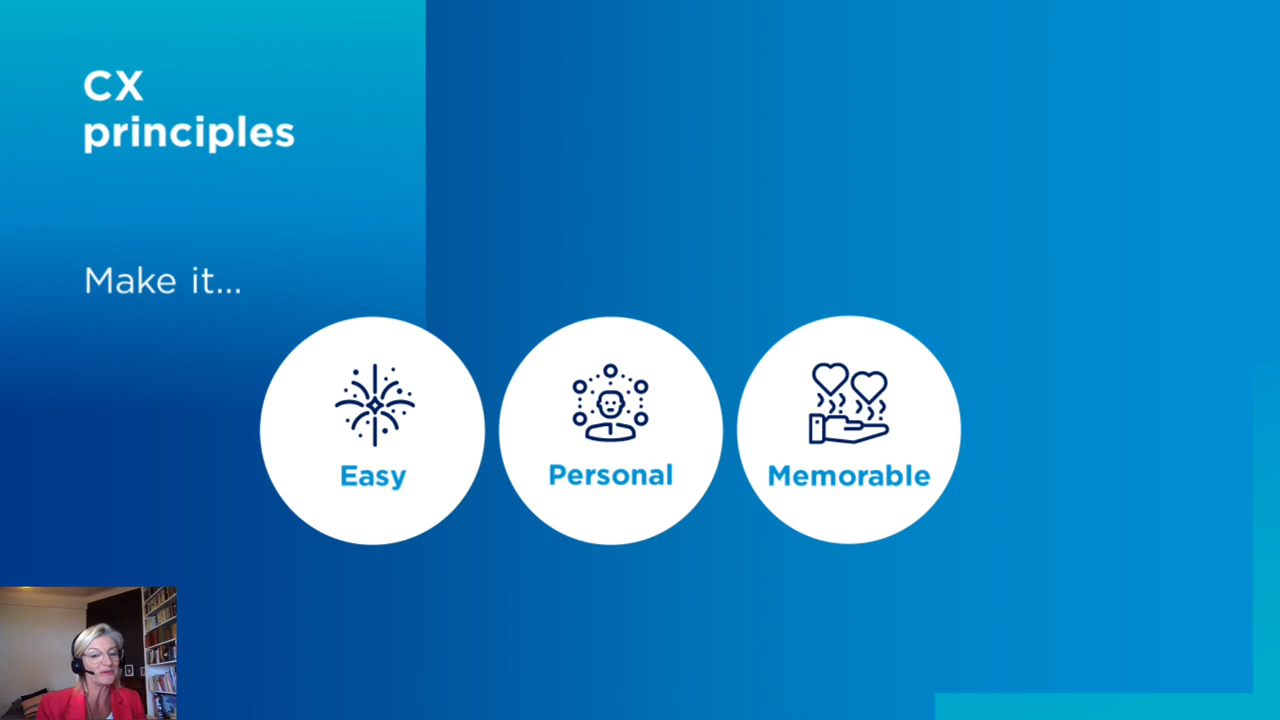 CX
principles
Make it...
Easy
Personal
Memorable